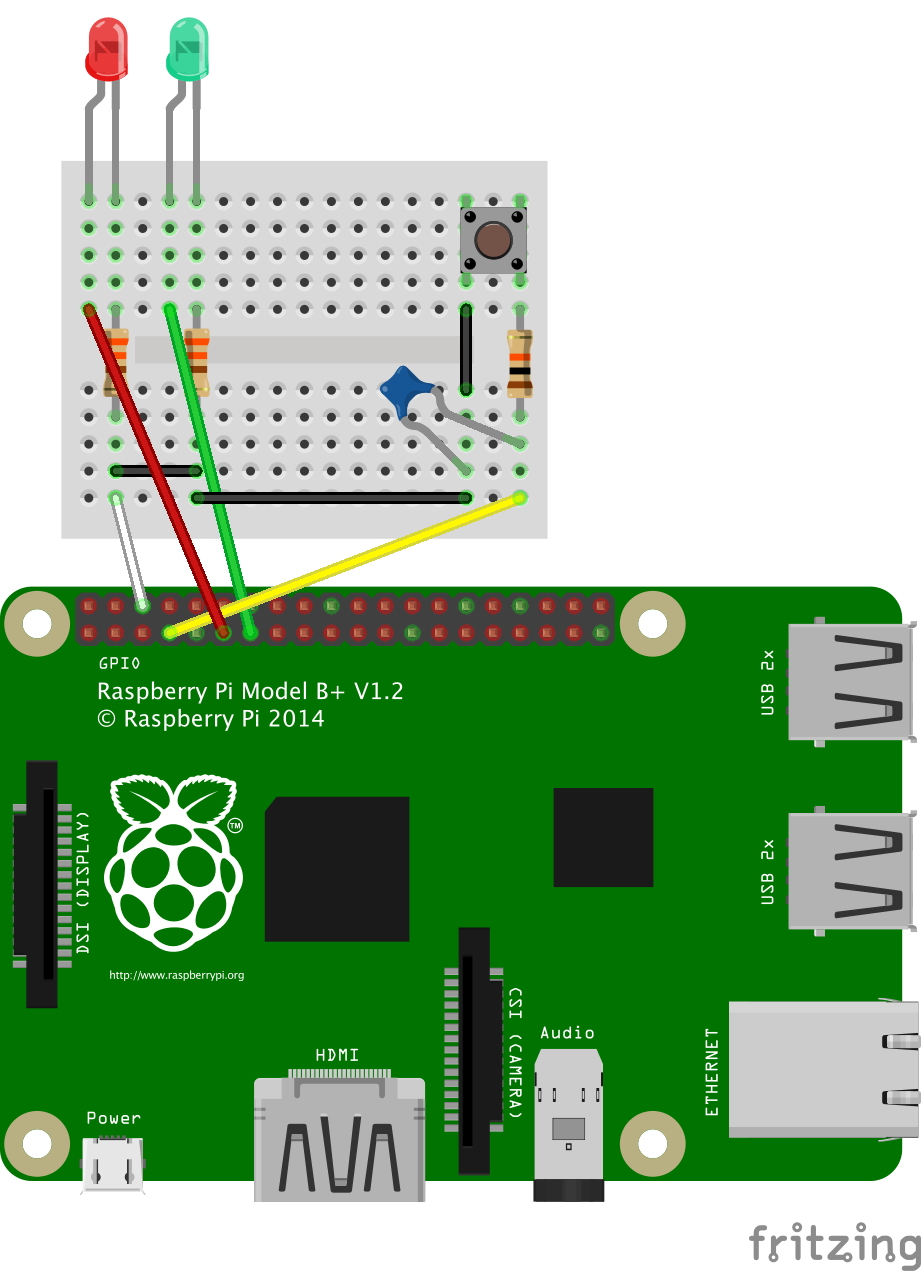 GPIO
Raspberry Pi Model B+ V1.2
© Raspberry Pi 2014
USB 2x
DSI (DISPLAY)
TM
USB 2x
http://www.raspberrypi.org
CSI (CAMERA)
Audio
ETHERNET
HDMI
Power
fritzing